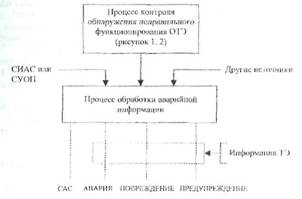 Процесс контроля
обнаружения неправильного
функционирования ОТЭ
(рисунок 1, 2)
СИАС или
СУОП
Другие источники
Процесс обработки аварийной
информации
Информация ТЭ
САС АВАРИЯ ПОВРЕЖДЕНИЕ ПРЕДУПРЕЖДЕНИЕ